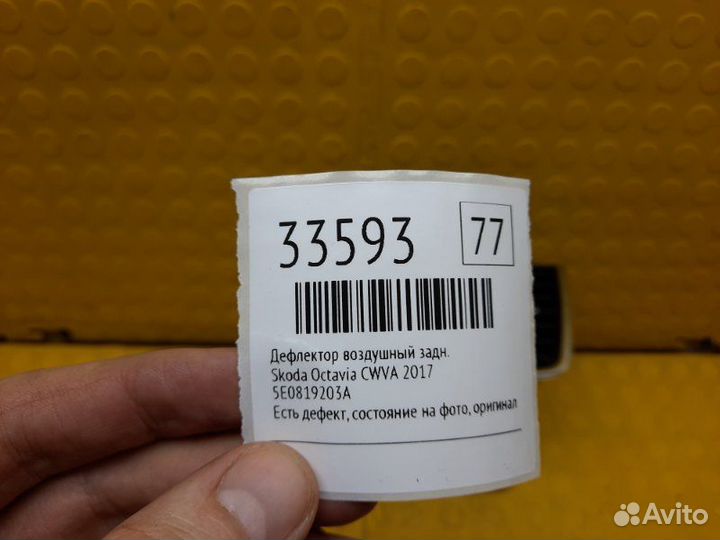 33593
77
Дефлектор воздушный задн.
Skoda Octavia CWVA 2017
5E0819203A
Есть дефект, состояние на фото, оригинал
Avito